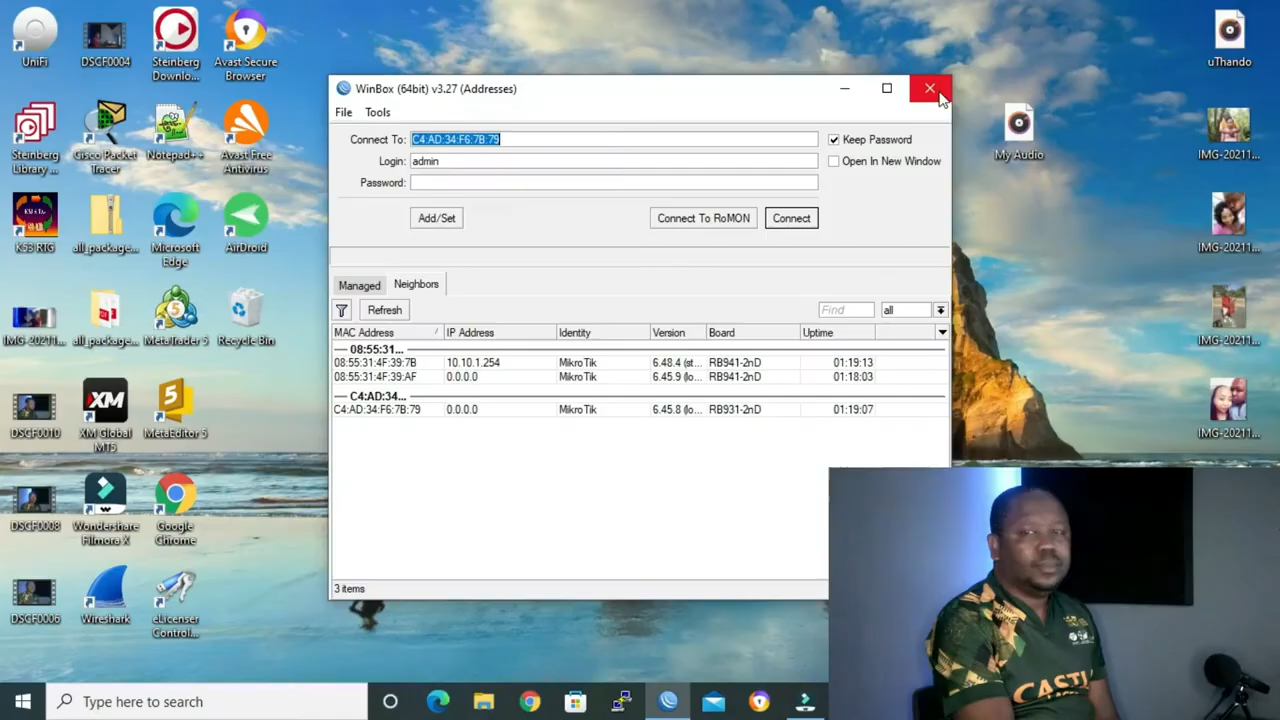 UniFi
DSCF0004
Steinberg
Downlo...
Avast Secure
Browser
Steinberg
Library ...
Cisco Packet
Tracer
Notepad++
Avast Free
Antivirus
K53 RTG
all_package...
Microsoft
Edge
AirDroid
IMG-20211...
all_package...
MetaTrader 5
Recycle Bin
DSCF0010
XM
XM Global
MT5
MetaEditor 5
DSCF0008
Wondershare
Filmora X
Google
Chrome
DSCF0006
Wireshark
eLicenser
Control...
WinBox (64bit) v3.27 (Addresses)
File Tools
Connect To: C4:AD:34:F6:7B:79 Keep Password
Login: admin Open In New Window
Password:
Add/Set Connect To RoMON Connect
Managed Neighbors
Refresh Find all
MAC Address / IP Address Identity Version Board Uptime
08:55:31...
08:55:31:4F:39:7B 10.10.1.254 MikroTik 6.48.4 (st... RB941-2nD 01:19:13
08:55:31:4F:39:AF 0.0.0.0 MikroTik 6.45.9 (lo... RB941-2nD 01:18:03
C4:AD:34...
C4:AD:34:F6:7B:79 0.0.0.0 MikroTik 6.45.8 (lo... RB931-2nD 01:19:07
3 items
uThando
My Audio
IMG-20211...
IMG-20211...
IMG-20211...
IMG-20211...
CASTL
Type here to search